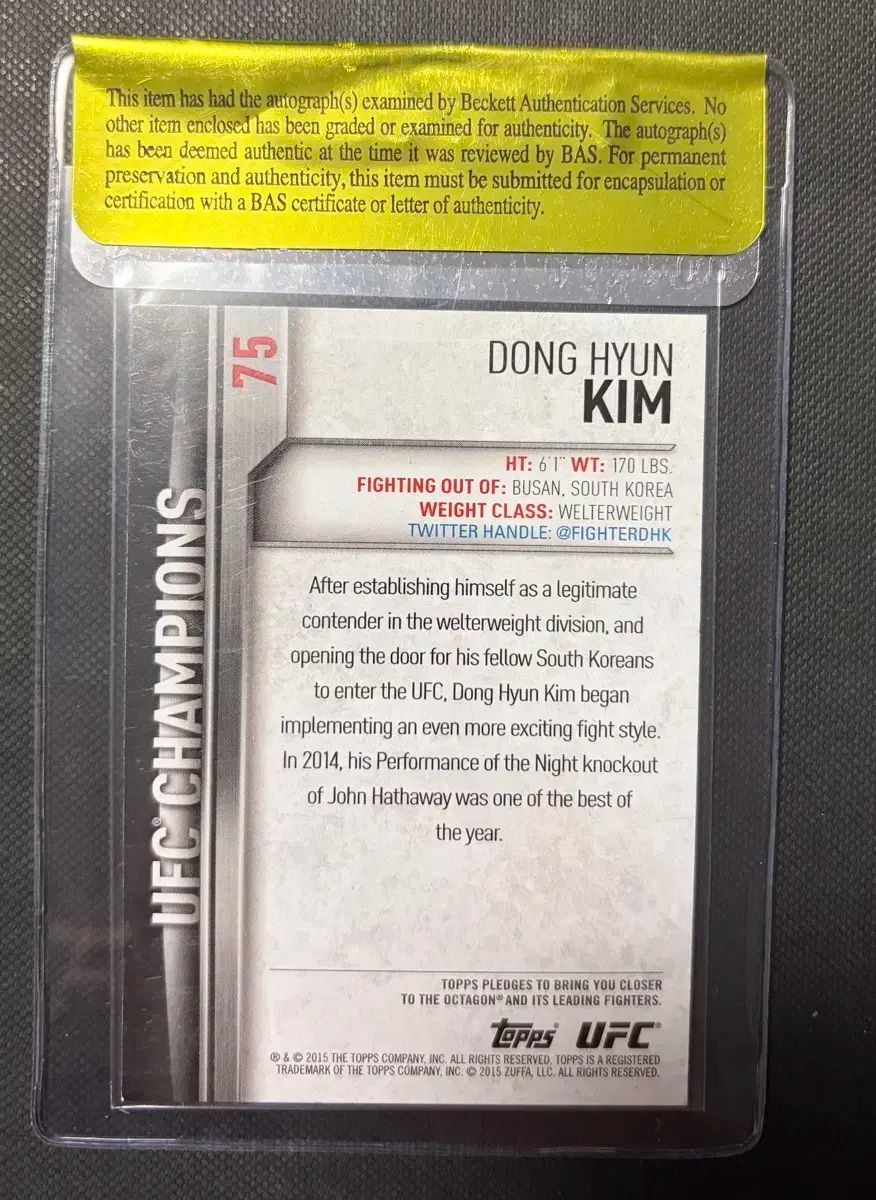 This item has had the autograph(s) examined by Beckett Authentication Services. No
other item enclosed has been graded or examined for authenticity. The autograph(s)
has been deemed authentic at the time it was reviewed by BAS. For permanent
preservation and authenticity, this item must be submitted for encapsulation or
certification with a BAS certificate or letter of authenticity.
75
DONG HYUN
KIM
HT: 6'1" WT: 170 LBS.
FIGHTING OUT OF: BUSAN, SOUTH KOREA
WEIGHT CLASS: WELTERWEIGHT
TWITTER HANDLE: @FIGHTERDHK
UFC® CHAMPIONS
After establishing himself as a legitimate
contender in the welterweight division, and
opening the door for his fellow South Koreans
to enter the UFC, Dong Hyun Kim began
implementing an even more exciting fight style.
In 2014, his Performance of the Night knockout
of John Hathaway was one of the best of
the year.
TOPPS PLEDGES TO BRING YOU CLOSER
TO THE OCTAGON® AND ITS LEADING FIGHTERS.
topps® UFC®
® & © 2015 THE TOPPS COMPANY, INC. ALL RIGHTS RESERVED. TOPPS IS A REGISTERED
TRADEMARK OF THE TOPPS COMPANY, INC. © 2015 ZUFFA, LLC. ALL RIGHTS RESERVED.